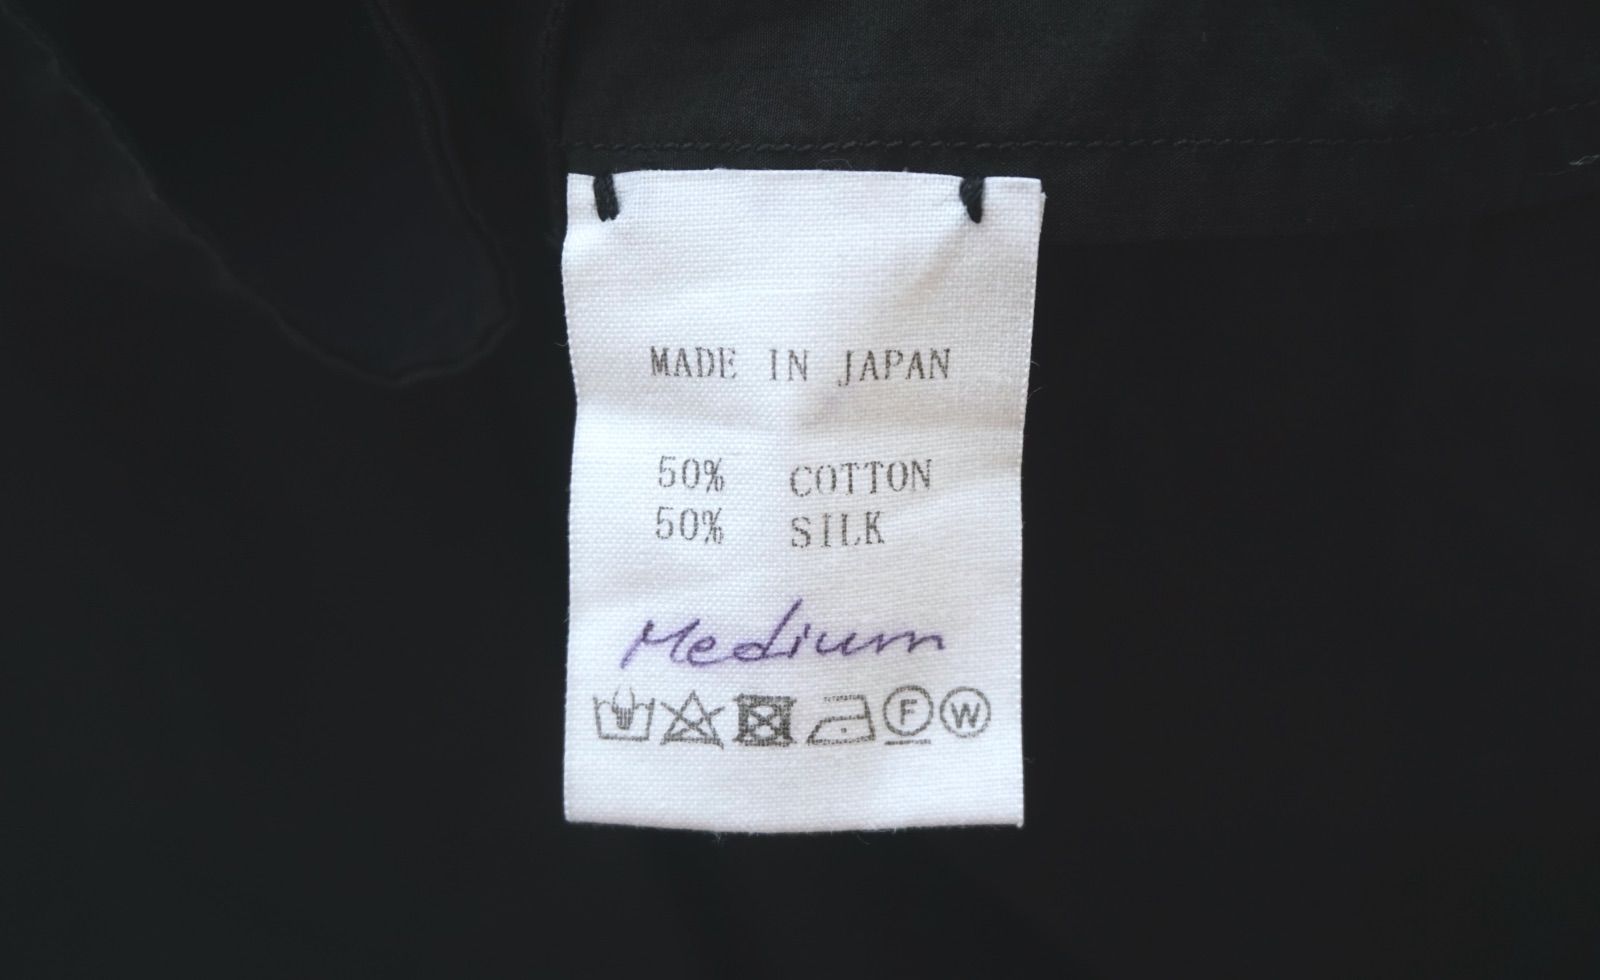 MADE IN JAPAN
50% COTTON
50% SILK
Medium
F W